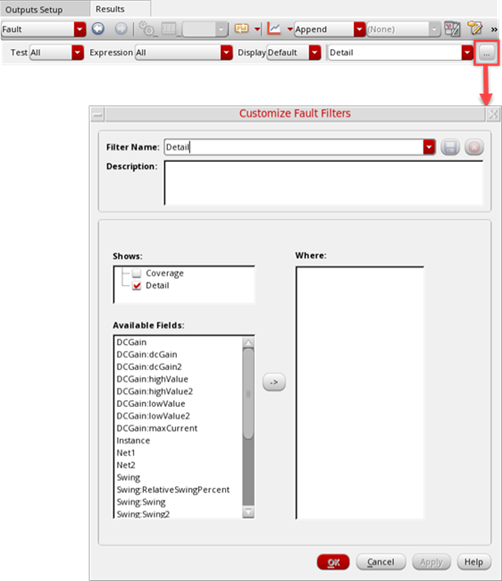 Outputs Setup Results
Fault Append (None) »
Test All Expression All Display Default Detail ...
Customize Fault Filters
Filter Name: Detail
Description:
Shows: Where:
Coverage
Detail
Available Fields:
DCGain
DCGain:dcGain
DCGain:dcGain2
DCGain:highValue
DCGain:highValue2
DCGain:lowValue
DCGain:lowValue2
DCGain:maxCurrent
Instance
Net1
Net2
Swing
Swing:RelativeSwingPercent
Swing:Swing
Swing:Swing2
->
OK Cancel Apply Help